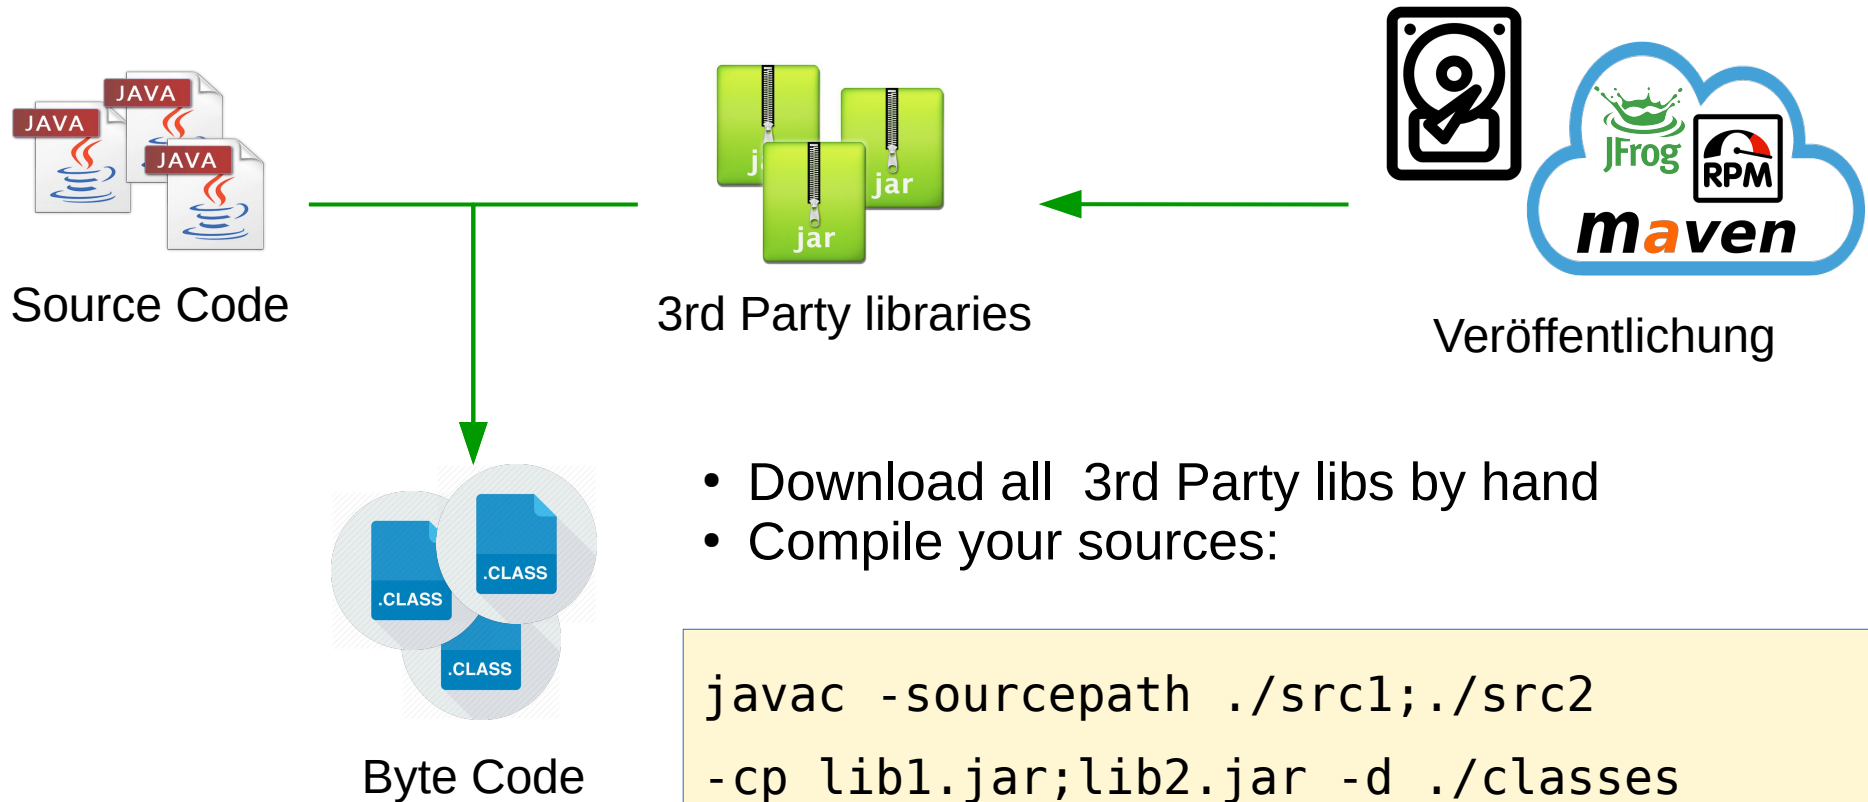 JAVA
JAVA
JAVA
Source Code
jar
jar
3rd Party libraries
JFrog
RPM
maven
Veröffentlichung
.CLASS
.CLASS
.CLASS
Byte Code
• Download all  3rd Party libs by hand
• Compile your sources:
javac -sourcepath ./src1;./src2
-cp lib1.jar;lib2.jar -d ./classes